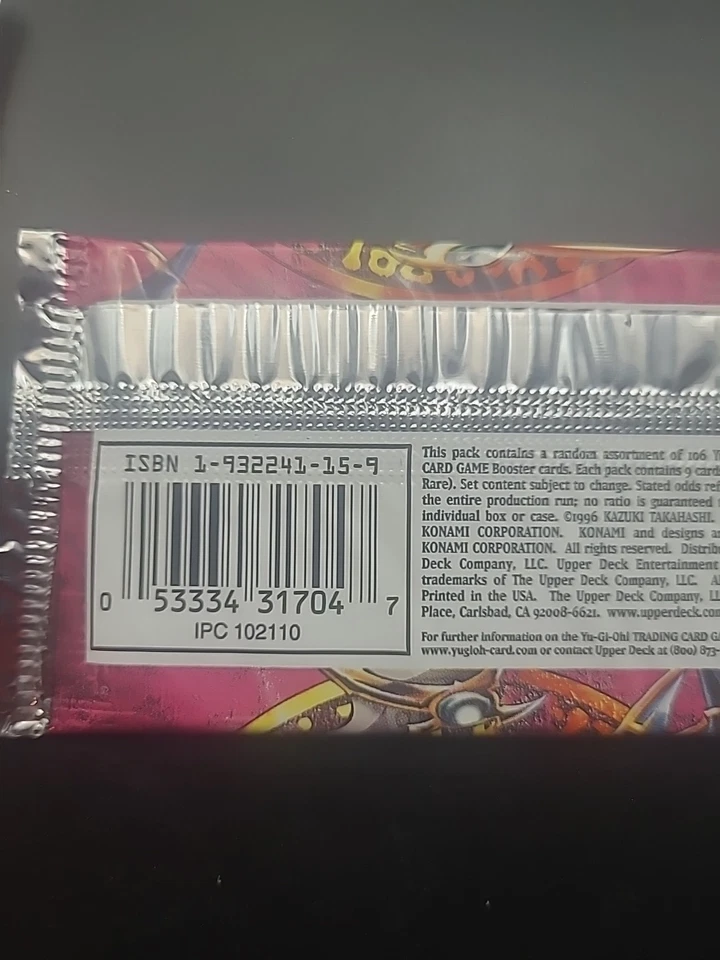 ISBN 1-932241-15-9
0 53334 31704 7
IPC 102110
This pack contains a random assortment of 106 Y
CARD GAME Booster cards. Each pack contains 9 card
Rare). Set content subject to change. Stated odds ref
the entire production run; no ratio is guaranteed
individual box or case. ©1996 KAZUKI TAKAHASHI.
KONAMI CORPORATION. KONAMI and designs a
KONAMI CORPORATION. All rights reserved. Distrib
Deck Company, LLC. Upper Deck Entertainment
trademarks of The Upper Deck Company, LLC. A
Printed in the USA. The Upper Deck Company, LL
Place, Carlsbad, CA 92008-6621. www.upperdeck.com
For further information on the Yu-Gi-Oh! TRADING CARD G
www.yugioh-card.com or contact Upper Deck at (800) 873-